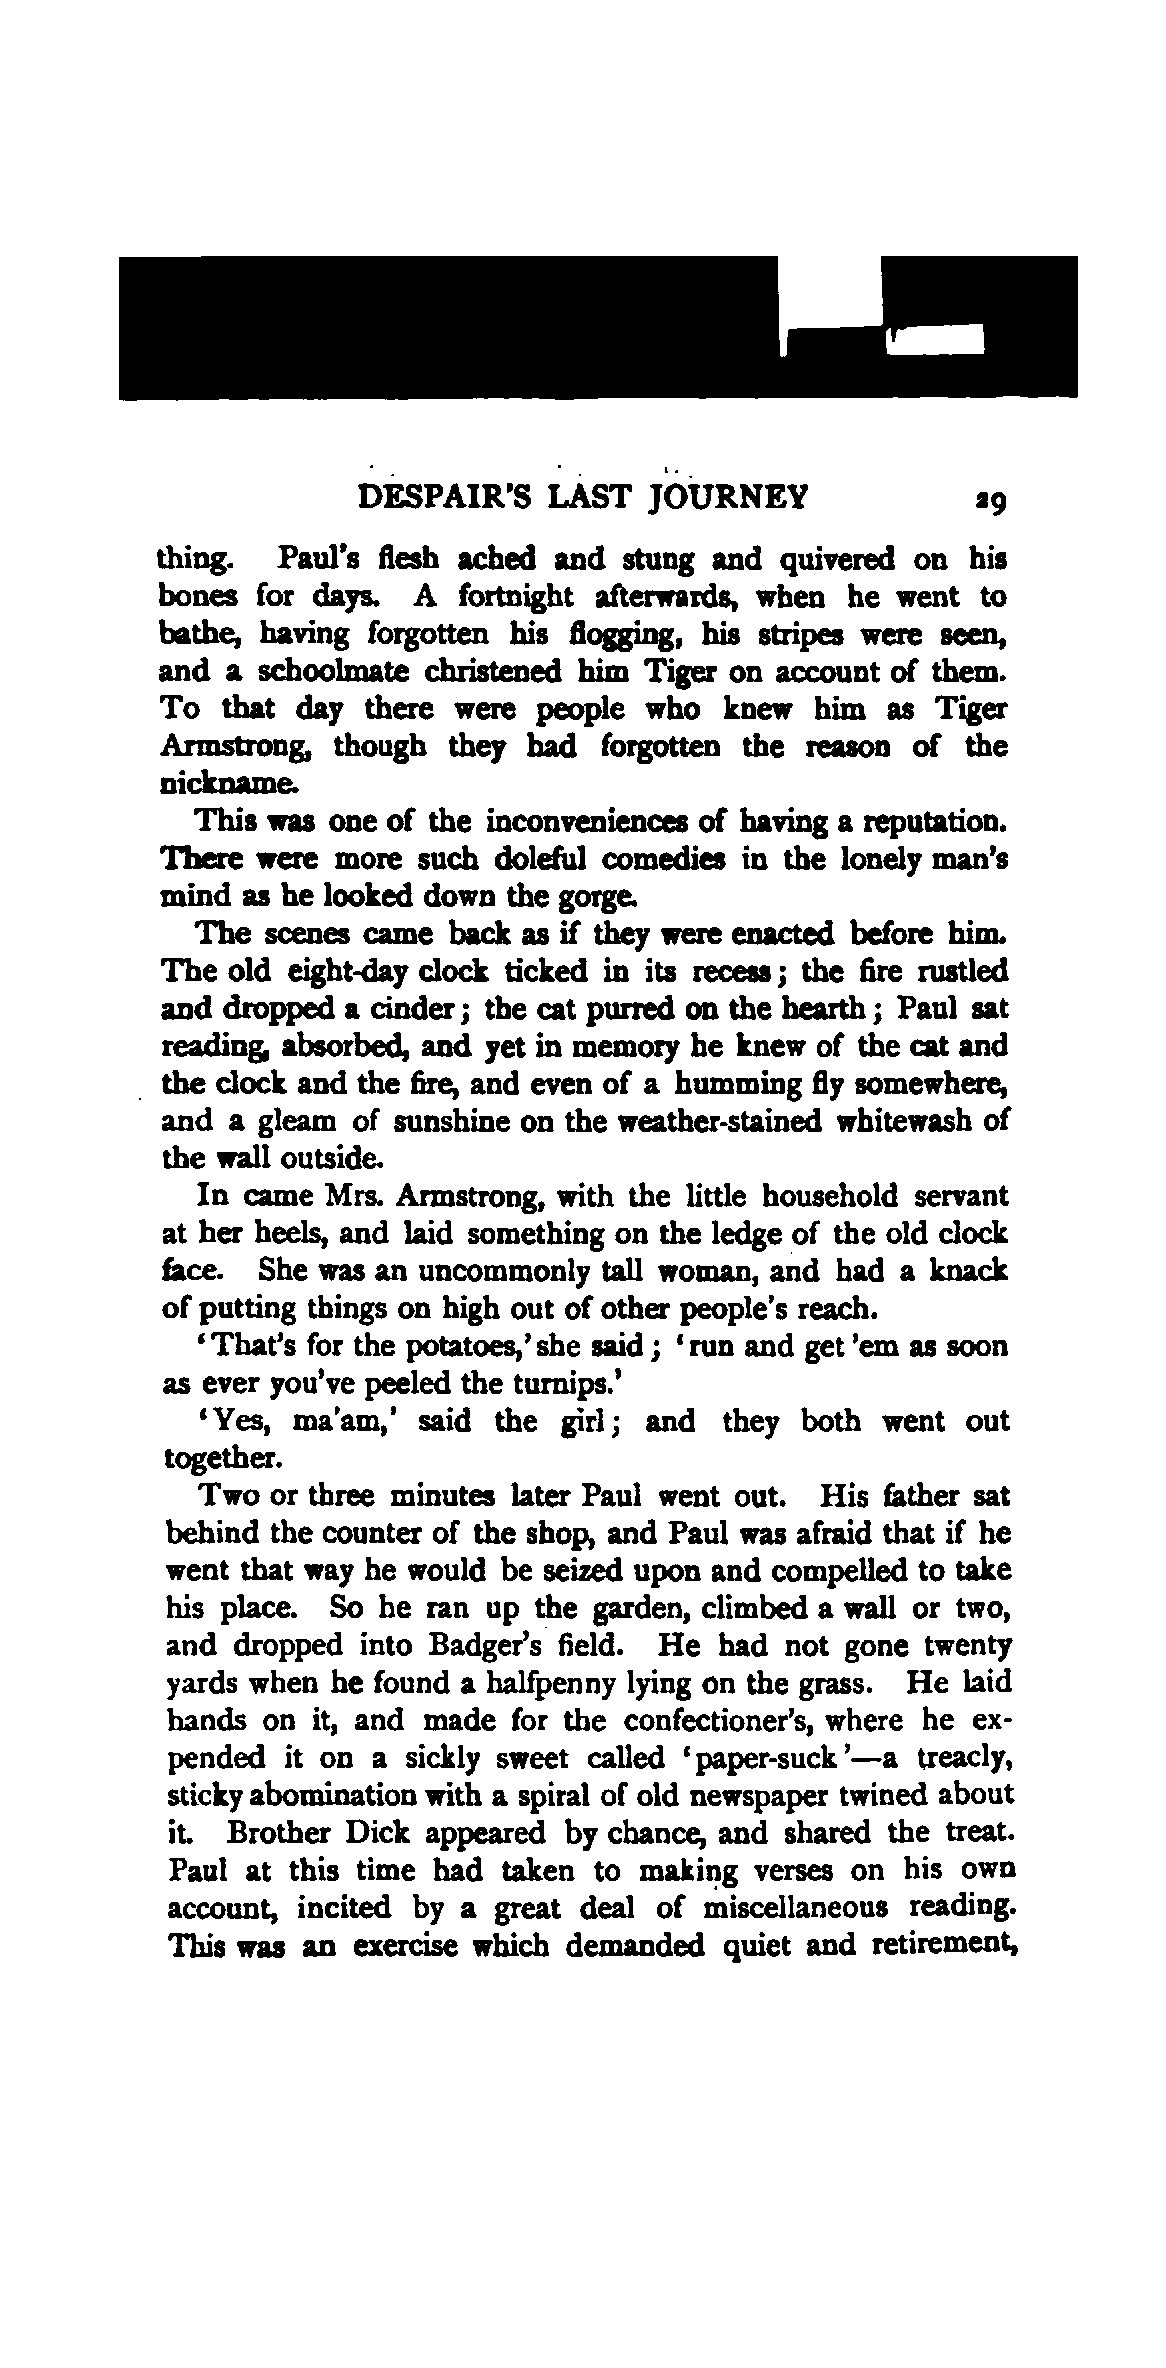 DESPAIR'S LAST JOURNEY 29
thing. Paul's flesh ached and stung and quivered on his
bones for days. A fortnight afterwards, when he went to
bathe, having forgotten his flogging, his stripes were seen,
and a schoolmate christened him Tiger on account of them.
To that day there were people who knew him as Tiger
Armstrong, though they had forgotten the reason of the
nickname.
This was one of the inconveniences of having a reputation.
There were more such doleful comedies in the lonely man's
mind as he looked down the gorge.
The scenes came back as if they were enacted before him.
The old eight-day clock ticked in its recess; the fire rustled
and dropped a cinder; the cat purred on the hearth; Paul sat
reading, absorbed, and yet in memory he knew of the cat and
the clock and the fire, and even of a humming fly somewhere,
and a gleam of sunshine on the weather-stained whitewash of
the wall outside.
In came Mrs. Armstrong, with the little household servant
at her heels, and laid something on the ledge of the old clock
face. She was an uncommonly tall woman, and had a knack
of putting things on high out of other people's reach.
'That's for the potatoes,' she said; 'run and get 'em as soon
as ever you've peeled the turnips.'
'Yes, ma'am,' said the girl; and they both went out
together.
Two or three minutes later Paul went out. His father sat
behind the counter of the shop, and Paul was afraid that if he
went that way he would be seized upon and compelled to take
his place. So he ran up the garden, climbed a wall or two,
and dropped into Badger's field. He had not gone twenty
yards when he found a halfpenny lying on the grass. He laid
hands on it, and made for the confectioner's, where he ex-
pended it on a sickly sweet called 'paper-suck'—a treacly,
sticky abomination with a spiral of old newspaper twined about
it. Brother Dick appeared by chance, and shared the treat.
Paul at this time had taken to making verses on his own
account, incited by a great deal of miscellaneous reading.
This was an exercise which demanded quiet and retirement,